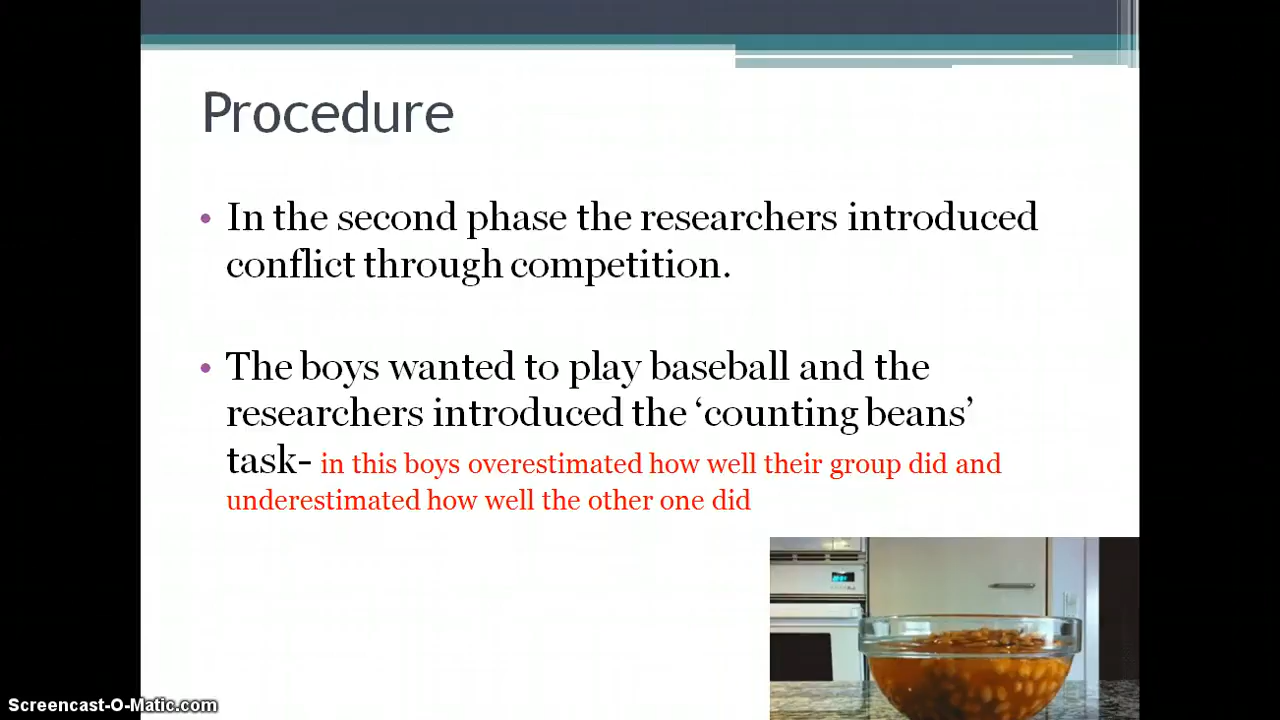 Procedure
• In the second phase the researchers introduced
conflict through competition.
• The boys wanted to play baseball and the
researchers introduced the ‘counting beans’
task- in this boys overestimated how well their group did and
underestimated how well the other one did
Screencast-O-Matic.com